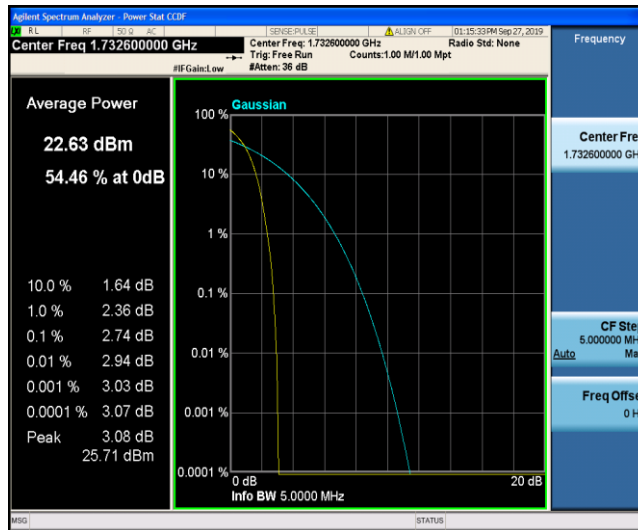 Agilent Spectrum Analyzer - Power Stat CCDF
RL RF 50 Ω AC SENSE:PULSE ALIGN OFF 01:15:33 PM Sep 27, 2019
Center Freq 1.732600000 GHz
Center Freq: 1.732600000 GHz Radio Std: None
Trig: Free Run Counts:1.00 M/1.00 Mpt
#IFGain:Low #Atten: 36 dB
Frequency
Average Power
22.63 dBm
54.46 % at 0dB
10.0 % 1.64 dB
1.0 % 2.36 dB
0.1 % 2.74 dB
0.01 % 2.94 dB
0.001 % 3.03 dB
0.0001 % 3.07 dB
Peak 3.08 dB
25.71 dBm
Gaussian
100 %
10 %
1 %
0.1 %
0.01 %
0.001 %
0.0001 %
0 dB 20 dB
Info BW 5.0000 MHz
Center Fre
1.732600000 GH
CF Ste
5.000000 MH
Auto Ma
Freq Offse
0 H
MSG STATUS